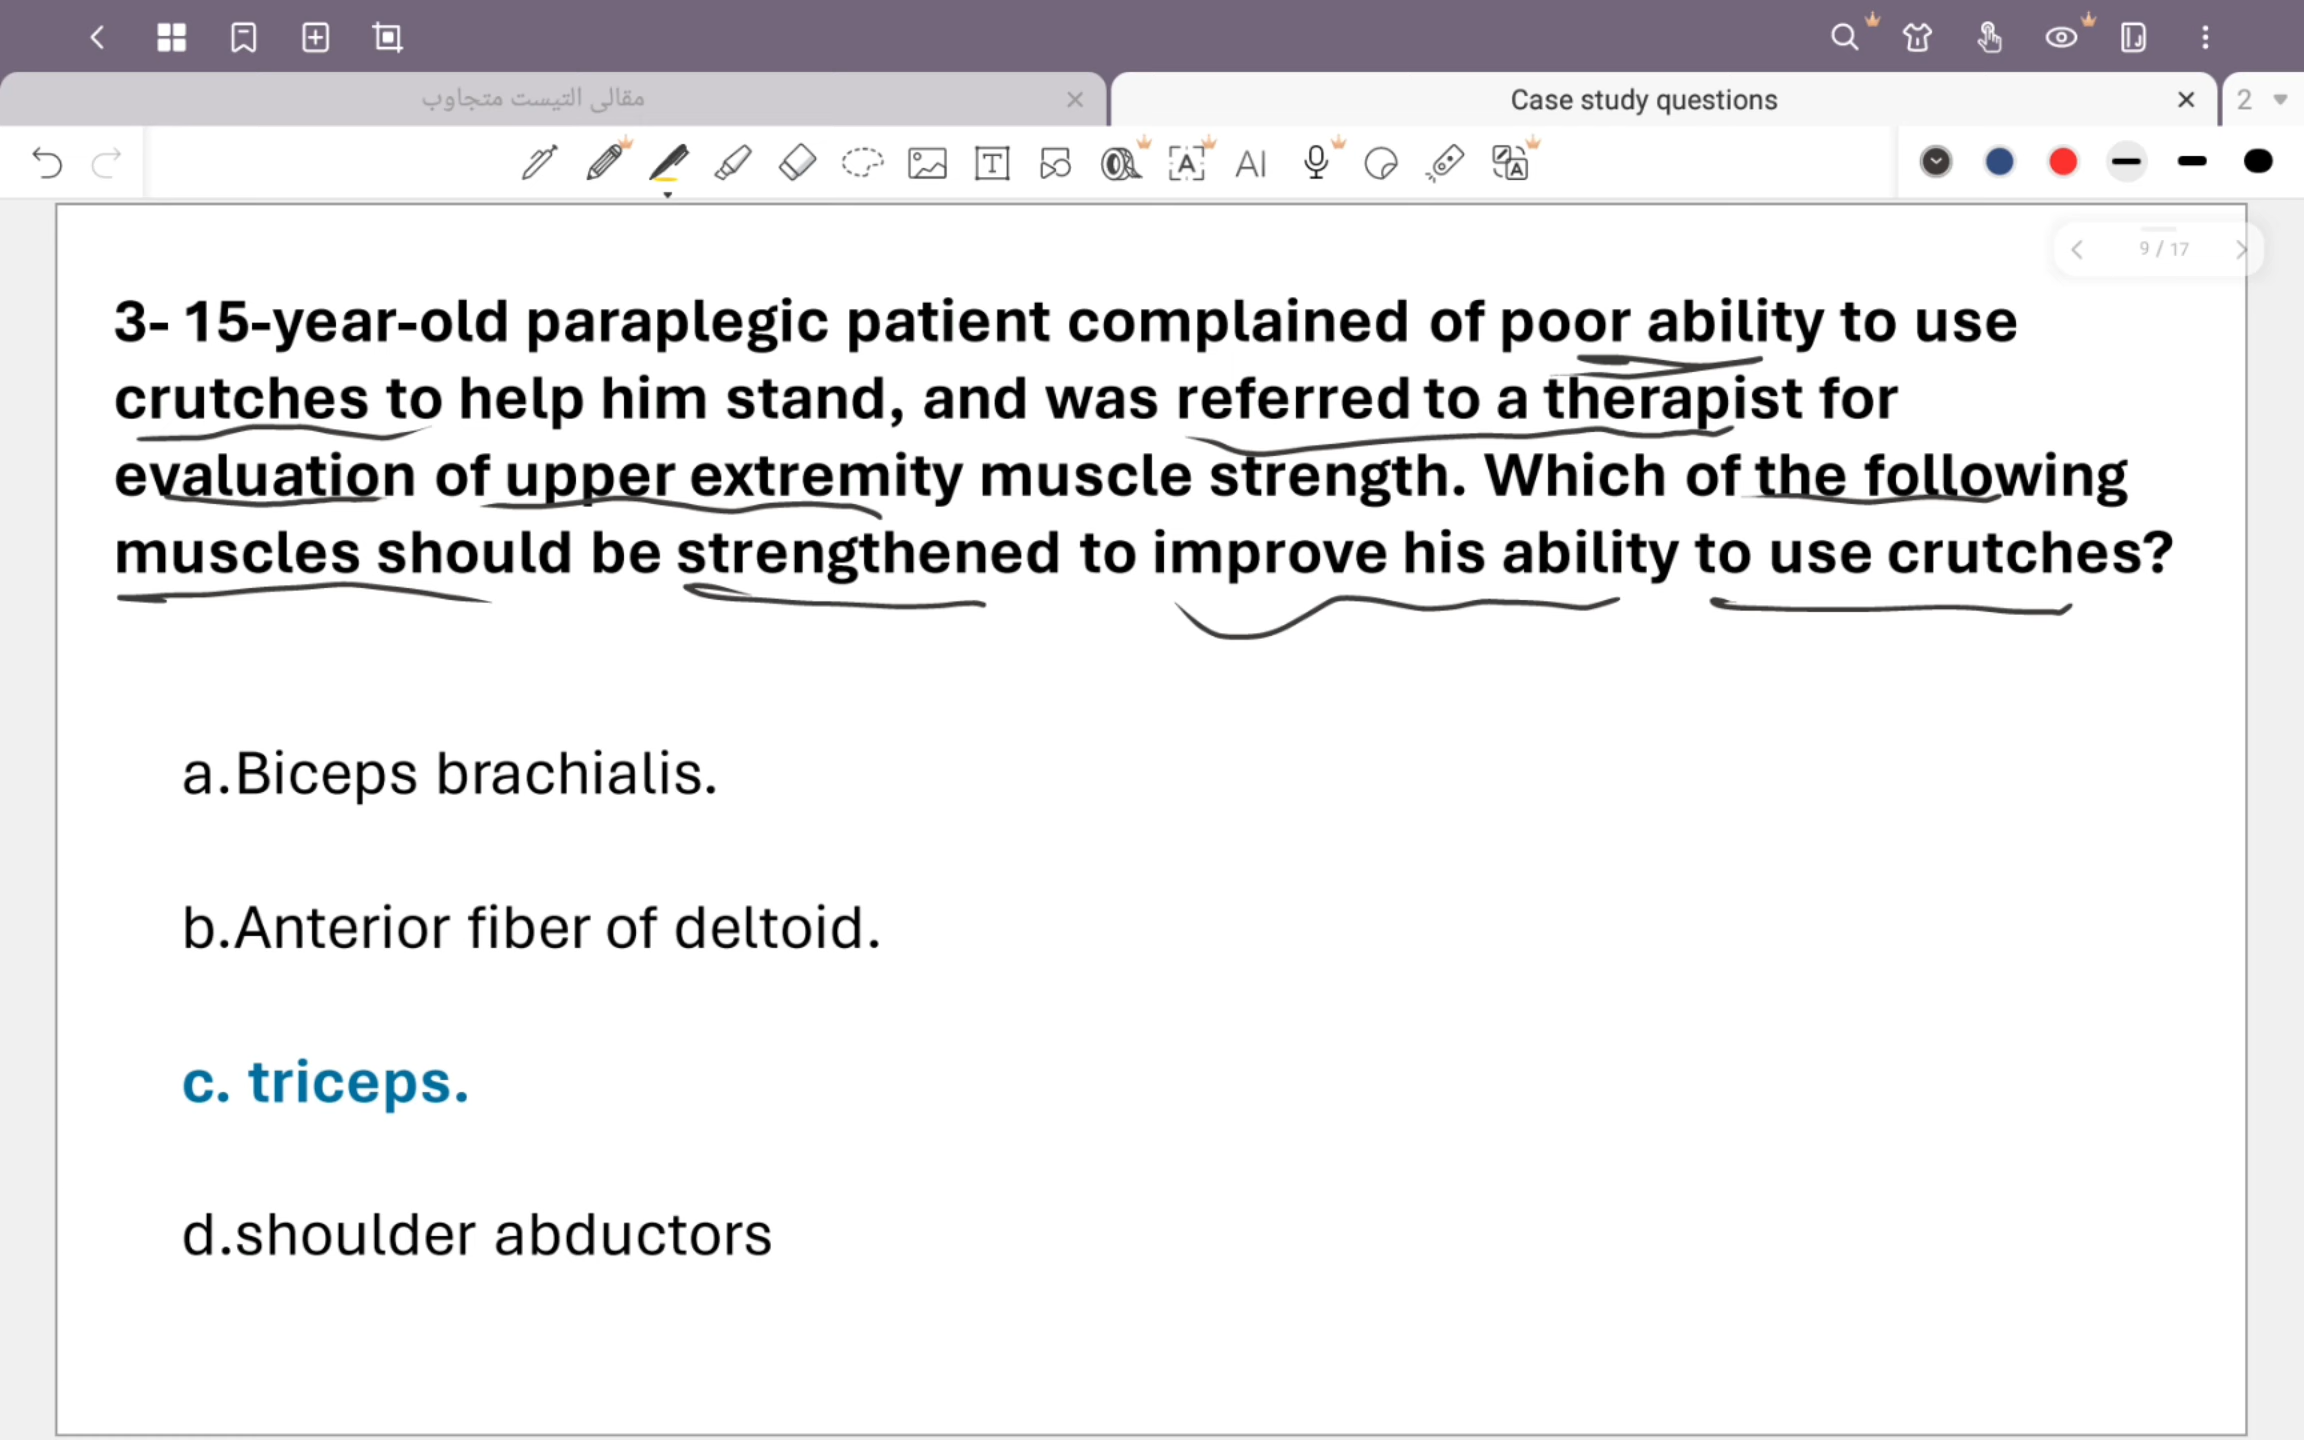 مقالى التيست متجاوب
Case study questions
2
T
A
AI
A
9 / 17
3- 15-year-old paraplegic patient complained of poor ability to use
crutches to help him stand, and was referred to a therapist for
evaluation of upper extremity muscle strength. Which of the following
muscles should be strengthened to improve his ability to use crutches?
a.Biceps brachialis.
b.Anterior fiber of deltoid.
c. triceps.
d.shoulder abductors